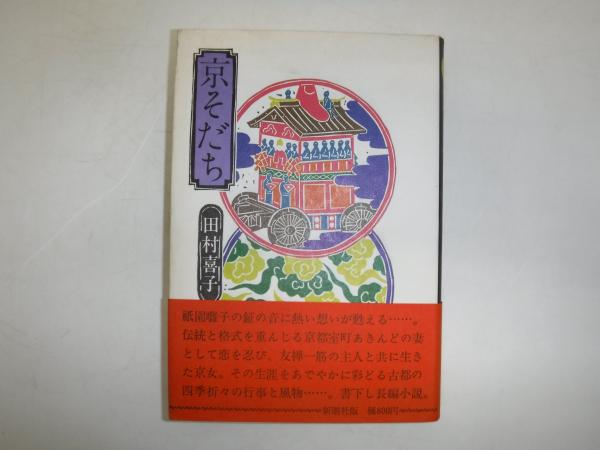 京そだち
田村喜子
祇園囃子の鉦の音に熱い想いが甦える……。
伝統と格式を重んじる京都室町あきんどの妻
として恋を忍び、友禅一筋の主人と共に生き
た京女。その生涯をあでやかに彩どる古都の
四季折々の行事と風物……。書下し長編小説。
新潮社版 価800円